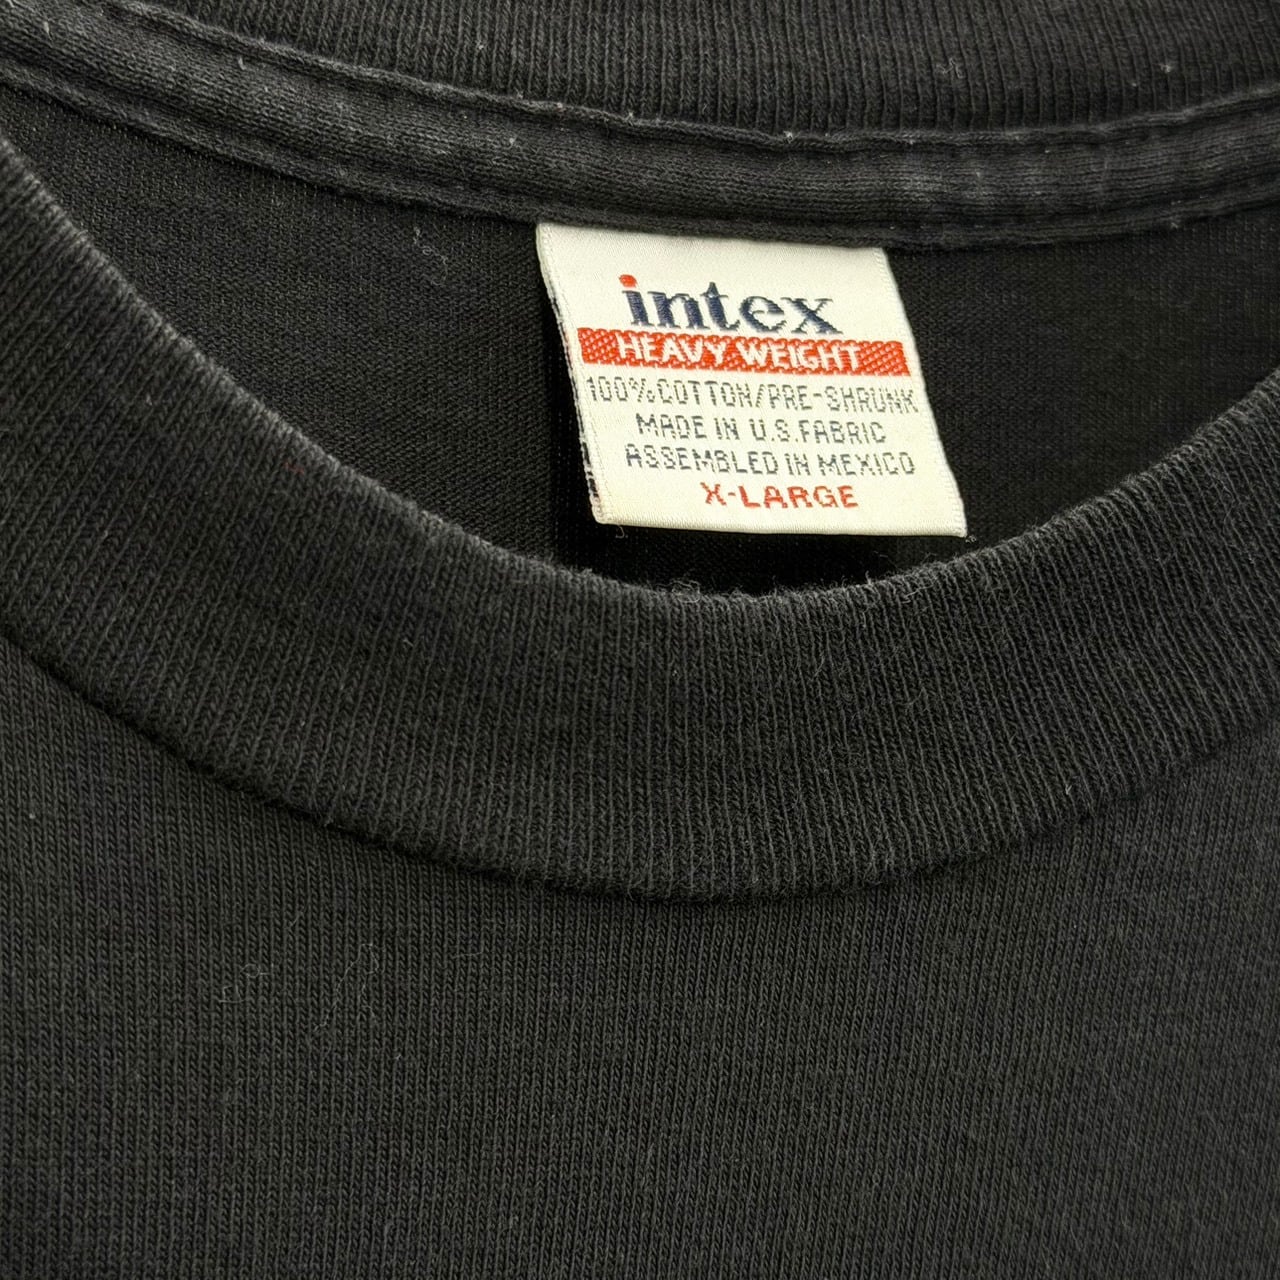 intex
HEAVY WEIGHT
100% COTTON/PRE-SHRUNK
MADE IN U.S. FABRIC
ASSEMBLED IN MEXICO
X-LARGE